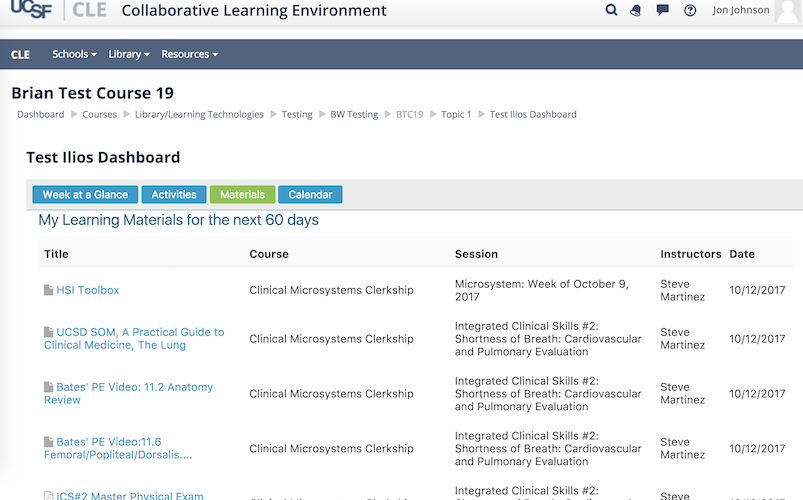 UCSF CLE Collaborative Learning Environment Jon Johnson
CLE Schools Library Resources
Brian Test Course 19
Dashboard Courses Library/Learning Technologies Testing BW Testing BTC19 Topic 1 Test Ilios Dashboard
Test Ilios Dashboard
Week at a Glance Activities Materials Calendar
My Learning Materials for the next 60 days
Title Course Session Instructors Date
HSI Toolbox
Clinical Microsystems Clerkship
Microsystem: Week of October 9,
2017
Steve
Martinez
10/12/2017
UCSD SOM, A Practical Guide to
Clinical Medicine, The Lung
Clinical Microsystems Clerkship
Integrated Clinical Skills #2:
Shortness of Breath: Cardiovascular
and Pulmonary Evaluation
Steve
Martinez
10/12/2017
Bates' PE Video: 11.2 Anatomy
Review
Clinical Microsystems Clerkship
Integrated Clinical Skills #2:
Shortness of Breath: Cardiovascular
and Pulmonary Evaluation
Steve
Martinez
10/12/2017
Bates' PE Video:11.6
Femoral/Popliteal/Dorsalis....
Clinical Microsystems Clerkship
Integrated Clinical Skills #2:
Shortness of Breath: Cardiovascular
and Pulmonary Evaluation
Steve
Martinez
10/12/2017
ICS#2 Master Physical Exam
Integrated Clinical Skills #2:
Steve